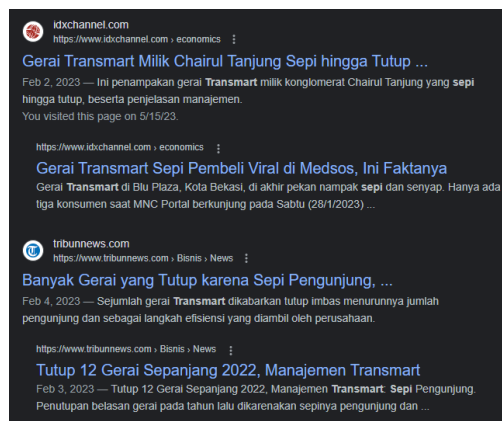 idxchannel.com
https://www.idxchannel.com › economics
Gerai Transmart Milik Chairul Tanjung Sepi hingga Tutup ...
Feb 2, 2023 — Ini penampakan gerai Transmart milik konglomerat Chairul Tanjung yang sepi
hingga tutup, beserta penjelasan manajemen.
You visited this page on 5/15/23.
https://www.idxchannel.com › economics
Gerai Transmart Sepi Pembeli Viral di Medsos, Ini Faktanya
Gerai Transmart di Blu Plaza, Kota Bekasi, di akhir pekan nampak sepi dan senyap. Hanya ada
tiga konsumen saat MNC Portal berkunjung pada Sabtu (28/1/2023) ...
tribunnews.com
https://www.tribunnews.com › Bisnis › News
Banyak Gerai yang Tutup karena Sepi Pengunjung, ...
Feb 4, 2023 — Sejumlah gerai Transmart dikabarkan tutup imbas menurunnya jumlah
pengunjung dan sebagai langkah efisiensi yang diambil oleh perusahaan.
https://www.tribunnews.com › Bisnis › News
Tutup 12 Gerai Sepanjang 2022, Manajemen Transmart
Feb 3, 2023 — Tutup 12 Gerai Sepanjang 2022, Manajemen Transmart: Sepi Pengunjung.
Penutupan belasan gerai pada tahun lalu dikarenakan sepinya pengunjung dan ...